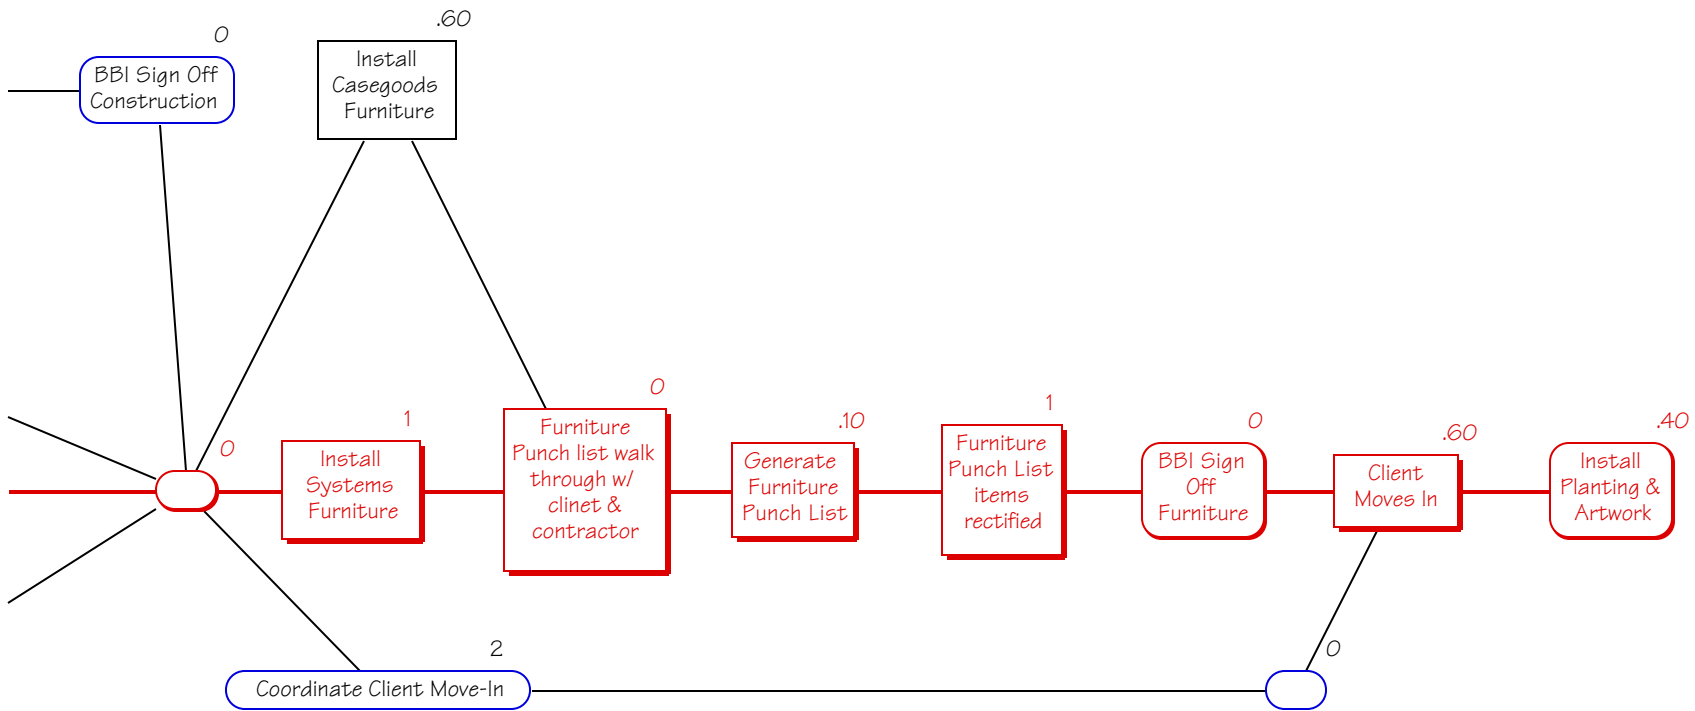 0
BBI Sign Off
Construction
.60
Install
Casegoods
Furniture
0
1
Install
Systems
Furniture
0
Furniture
Punch list walk
through w/
clinet &
contractor
.10
Generate
Furniture
Punch List
1
Furniture
Punch List
items
rectified
0
BBI Sign
Off
Furniture
.60
Client
Moves In
.40
Install
Planting &
Artwork
2
Coordinate Client Move-In
0